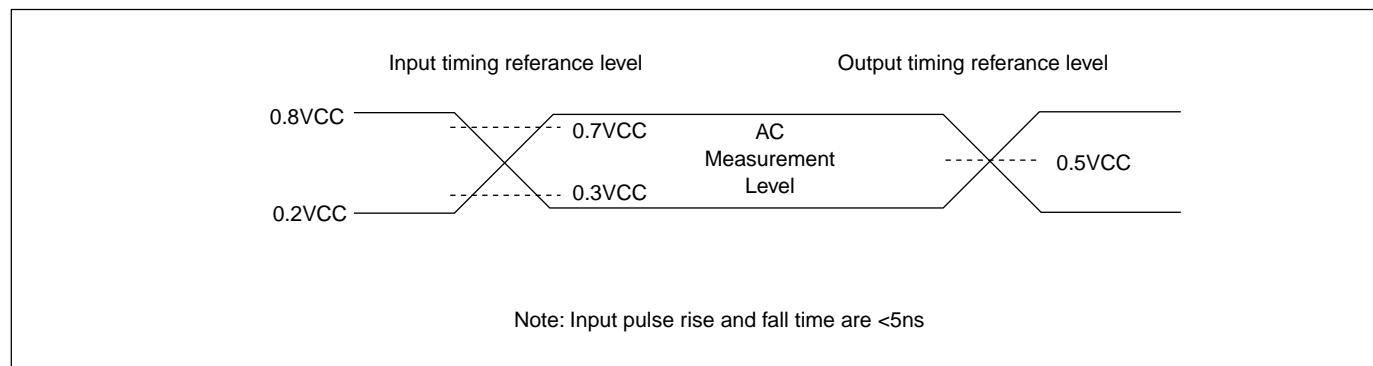 Input timing referance level
Output timing referance level
0.8VCC
0.7VCC
AC
Measurement
Level
0.5VCC
0.3VCC
0.2VCC
Note: Input pulse rise and fall time are <5ns